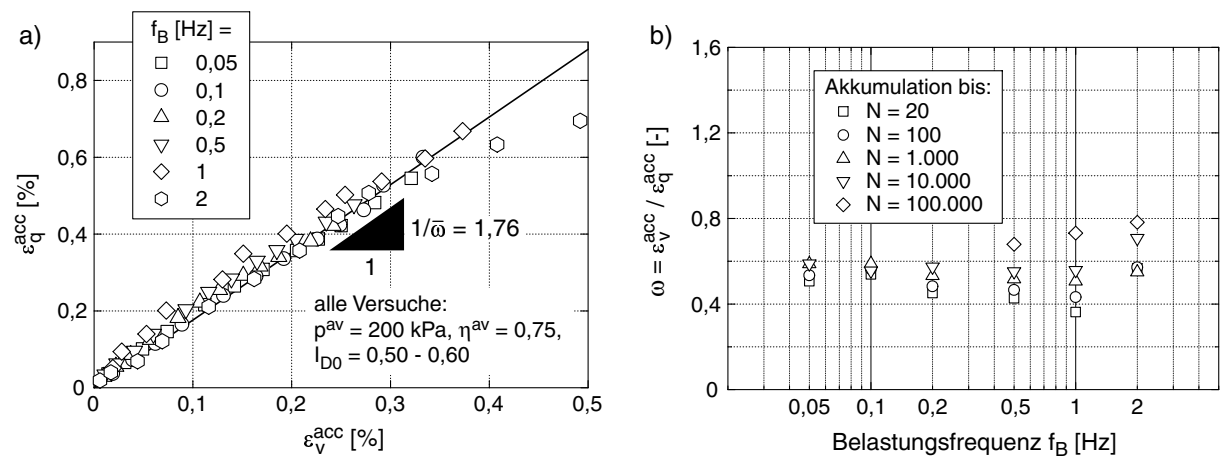 a)
f_B [Hz] =
0,05
0,1
0,2
0,5
1
2
0,8
0,6
0,4
0,2
0
ε_q^acc [%]
1/ω̅ = 1,76
1
alle Versuche:
p^av = 200 kPa, η^av = 0,75,
I_D0 = 0,50 - 0,60
0 0,1 0,2 0,3 0,4 0,5
ε_v^acc [%]
b)
1,6
1,2
0,8
0,4
0
ω = ε_v^acc / ε_q^acc [-]
Akkumulation bis:
N = 20
N = 100
N = 1.000
N = 10.000
N = 100.000
0,05 0,1 0,2 0,5 1 2
Belastungsfrequenz f_B [Hz]